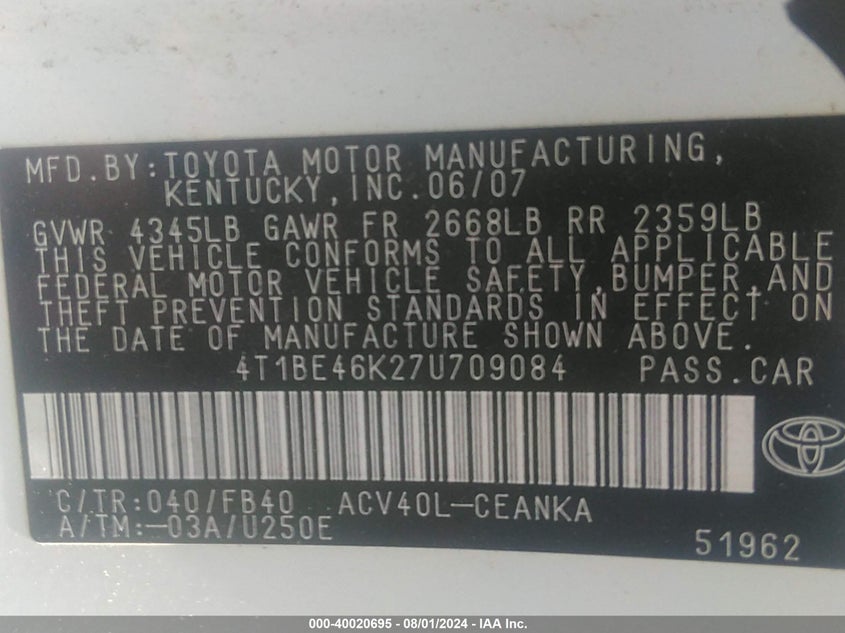 MFD.BY:TOYOTA MOTOR MANUFACTURING,
KENTUCKY,INC.06/07
GVWR 4345LB GAWR FR 2668LB RR 2359LB
THIS VEHICLE CONFORMS TO ALL APPLICABLE
FEDERAL MOTOR VEHICLE SAFETY,BUMPER,AND
THEFT PREVENTION STANDARDS IN EFFECT ON
THE DATE OF MANUFACTURE SHOWN ABOVE.
4T1BE46K27U709084 PASS.CAR
C/TR:040/FB40 ACV40L-CEANKA
A/TM:-03A/U250E
51962
000-40020695 - 08/01/2024 - IAA Inc.